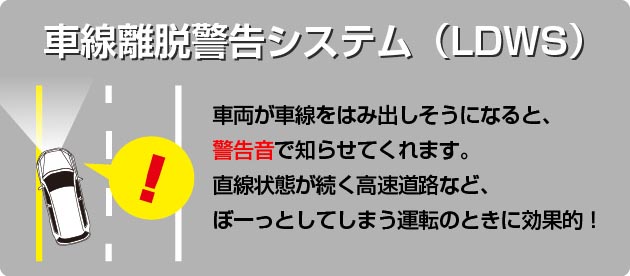 車線離脱警告システム（LDWS）
車両が車線をはみ出しそうになると、
警告音で知らせてくれます。
直線状態が続く高速道路など、
ぼーっとしてしまう運転のときに効果的！
!